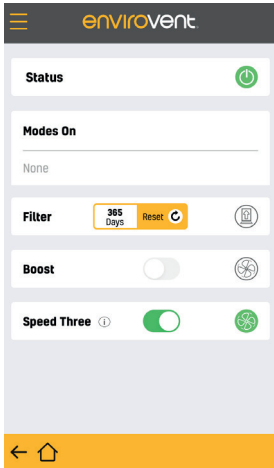 envirovent
Status
Modes On
None
Filter
365
Days
Reset
Boost
Speed Three